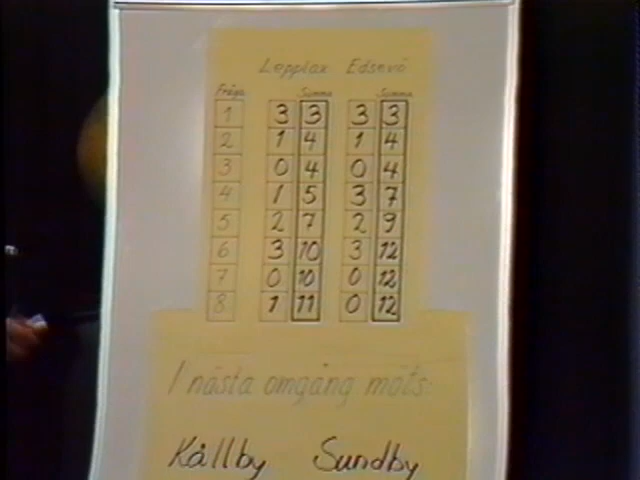 Lepplax Edsevö
Fråga Summa Summa
1 3 3 3 3
2 1 4 1 4
3 0 4 0 4
4 1 5 3 7
5 2 7 2 9
6 3 10 3 12
7 0 10 0 12
8 1 11 0 12
I nästa omgång möts:
Kållby Sundby